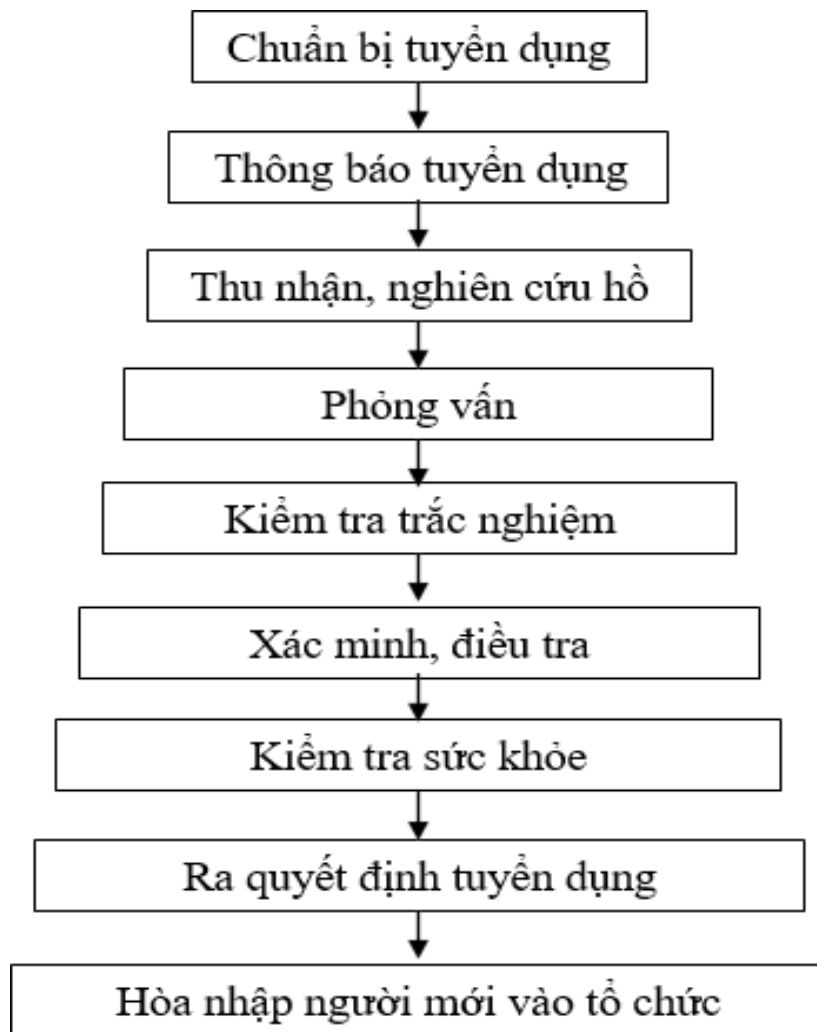 Chuẩn bị tuyển dụng
Thông báo tuyển dụng
Thu nhận, nghiên cứu hồ
Phỏng vấn
Kiểm tra trắc nghiệm
Xác minh, điều tra
Kiểm tra sức khỏe
Ra quyết định tuyển dụng
Hòa nhập người mới vào tổ chức